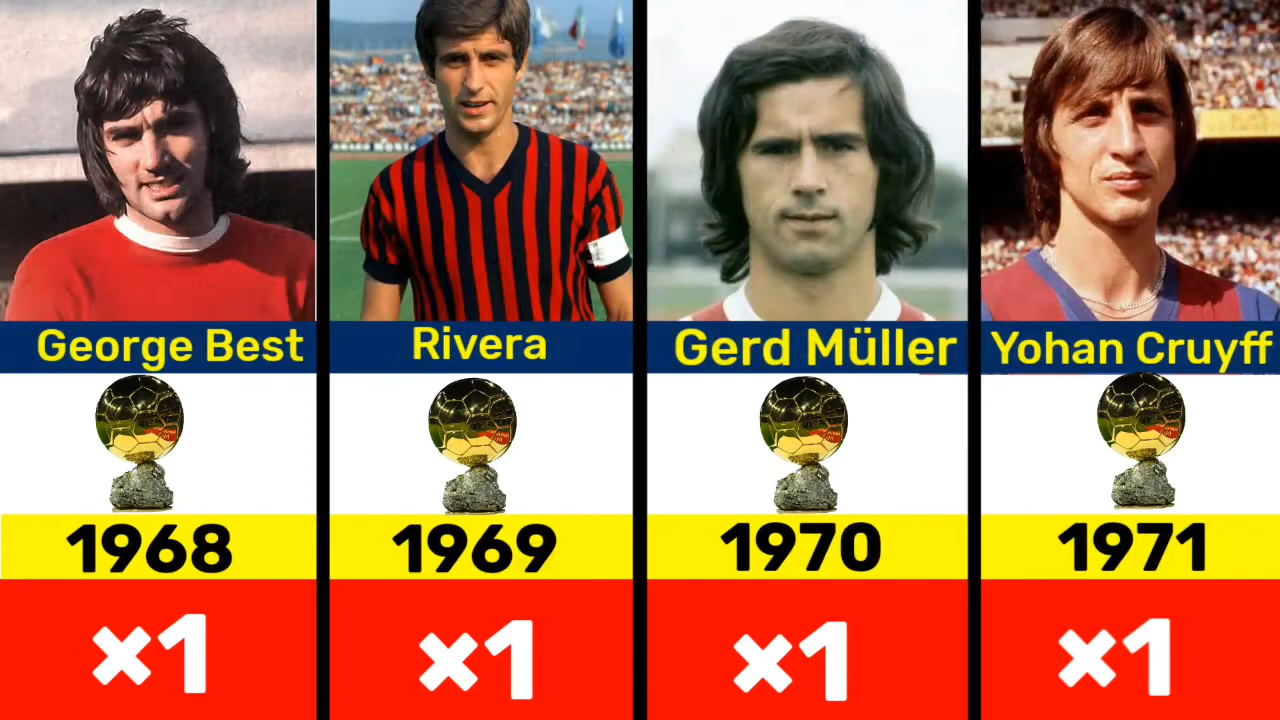 George Best
Rivera
Gerd Müller
Yohan Cruyff
1968
1969
1970
1971
×1
×1
×1
×1